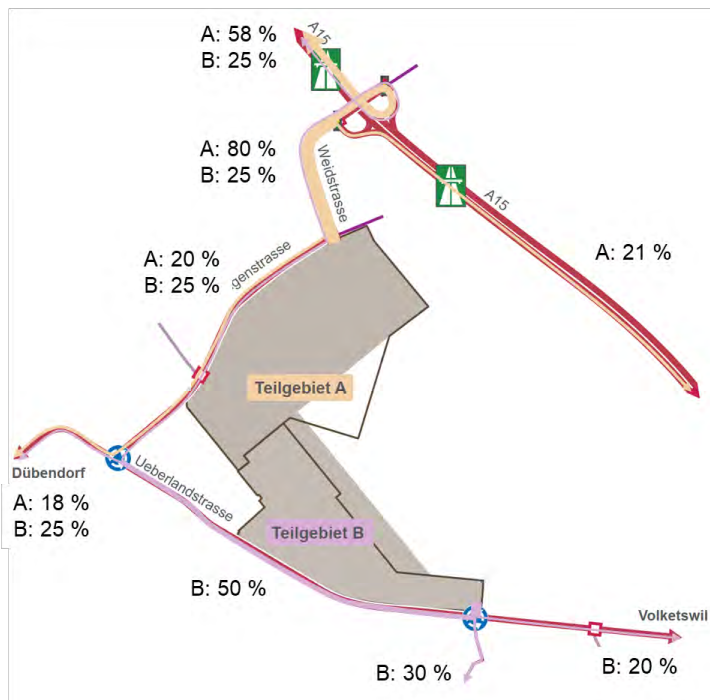 A: 58 %
B: 25 %
A15
A: 80 %
B: 25 %
Weidstrasse
A15
A: 21 %
A: 20 %
B: 25 %
genstrasse
Teilgebiet A
Dübendorf
A: 18 %
B: 25 %
Ueberlandstrasse
Teilgebiet B
B: 50 %
Volketswil
B: 30 %
B: 20 %